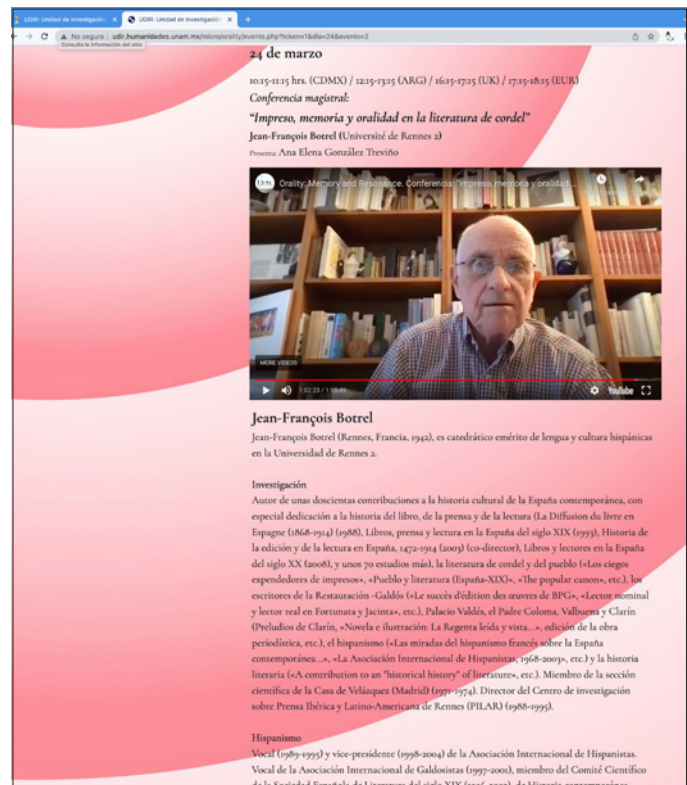 UDIR: Unidad de Investigación
UDIR: Unidad de Investigación
No seguro | udir.humanidades.unam.mx/micro/orality/evento.php?token=1&dia=24&evento=2
Consulta la información del sitio
24 de marzo
10:15-11:15 hrs. (CDMX) / 12:15-13:15 (ARG) / 16:15-17:15 (UK) / 17:15-18:15 (EUR)
Conferencia magistral:
“Impreso, memoria y oralidad en la literatura de cordel”
Jean-François Botrel (Université de Rennes 2)
Presenta: Ana Elena González Treviño
Orality: Memory and Resonance. Conferencia: "Impreso, memoria y oralidad...
MORE VIDEOS
YouTube
Jean-François Botrel
Jean-François Botrel (Rennes, Francia, 1942), es catedrático emérito de lengua y cultura hispánicas
en la Universidad de Rennes 2.
Investigación
Autor de unas doscientas contribuciones a la historia cultural de la España contemporánea, con
especial dedicación a la historia del libro, de la prensa y de la lectura (La Diffusion du livre en
Espagne (1868-1914) (1988), Libros, prensa y lectura en la España del siglo XIX (1993), Historia de
la edición y de la lectura en España, 1472-1914 (2003) (co-director), Libros y lectores en la España
del siglo XX (2008), y unos 70 estudios más), la literatura de cordel y del pueblo («Los ciegos
expendedores de impresos», «Pueblo y literatura (España-XIX)», «The popular canon», etc.), los
escritores de la Restauración -Galdós («Le succès d'édition des œuvres de BPG», «Lector nominal
y lector real en Fortunata y Jacinta», etc.), Palacio Valdés, el Padre Coloma, Valbuena y Clarín
(Preludios de Clarín, «Novela e ilustración: La Regenta leída y vista...», edición de la obra
periodística, etc.), el hispanismo («Las miradas del hispanismo francés sobre la España
contemporánea...», «La Asociación Internacional de Hispanistas, 1968-2003», etc.) y la historia
literaria («A contribution to an "historical history" of literature», etc.). Miembro de la sección
científica de la Casa de Velázquez (Madrid) (1971-1974). Director del Centro de investigación
sobre Prensa Ibérica y Latino-Americana de Rennes (PILAR) (1988-1995).
Hispanismo
Vocal (1989-1995) y vice-presidente (1998-2004) de la Asociación Internacional de Hispanistas.
Vocal de la Asociación Internacional de Galdosistas (1997-2001), miembro del Comité Científico